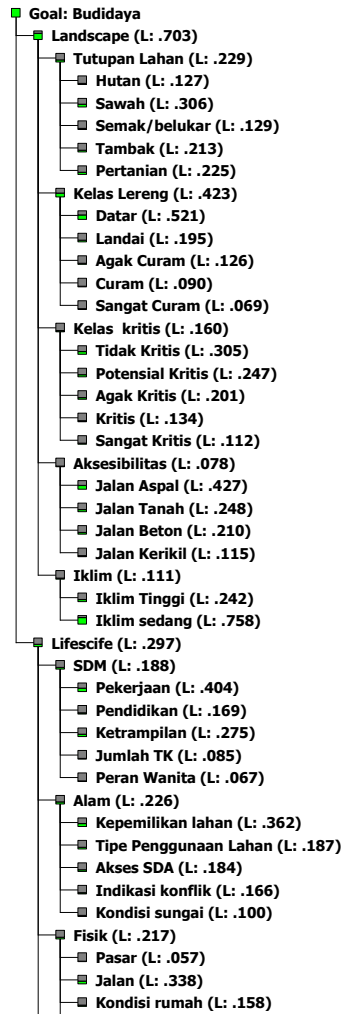 Goal: Budidaya
Landscape (L: .703)
Tutupan Lahan (L: .229)
Hutan (L: .127)
Sawah (L: .306)
Semak/belukar (L: .129)
Tambak (L: .213)
Pertanian (L: .225)
Kelas Lereng (L: .423)
Datar (L: .521)
Landai (L: .195)
Agak Curam (L: .126)
Curam (L: .090)
Sangat Curam (L: .069)
Kelas  kritis (L: .160)
Tidak Kritis (L: .305)
Potensial Kritis (L: .247)
Agak Kritis (L: .201)
Kritis (L: .134)
Sangat Kritis (L: .112)
Aksesibilitas (L: .078)
Jalan Aspal (L: .427)
Jalan Tanah (L: .248)
Jalan Beton (L: .210)
Jalan Kerikil (L: .115)
Iklim (L: .111)
Iklim Tinggi (L: .242)
Iklim sedang (L: .758)
Lifescife (L: .297)
SDM (L: .188)
Pekerjaan (L: .404)
Pendidikan (L: .169)
Ketrampilan (L: .275)
Jumlah TK (L: .085)
Peran Wanita (L: .067)
Alam (L: .226)
Kepemilikan lahan (L: .362)
Tipe Penggunaan Lahan (L: .187)
Akses SDA (L: .184)
Indikasi konflik (L: .166)
Kondisi sungai (L: .100)
Fisik (L: .217)
Pasar (L: .057)
Jalan (L: .338)
Kondisi rumah (L: .158)